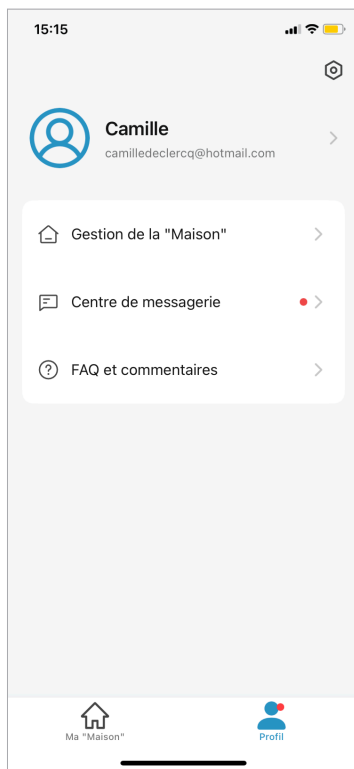 15:15
Camille
camilledeclercq@hotmail.com
Gestion de la "Maison"
Centre de messagerie
FAQ et commentaires
Ma "Maison"
Profil